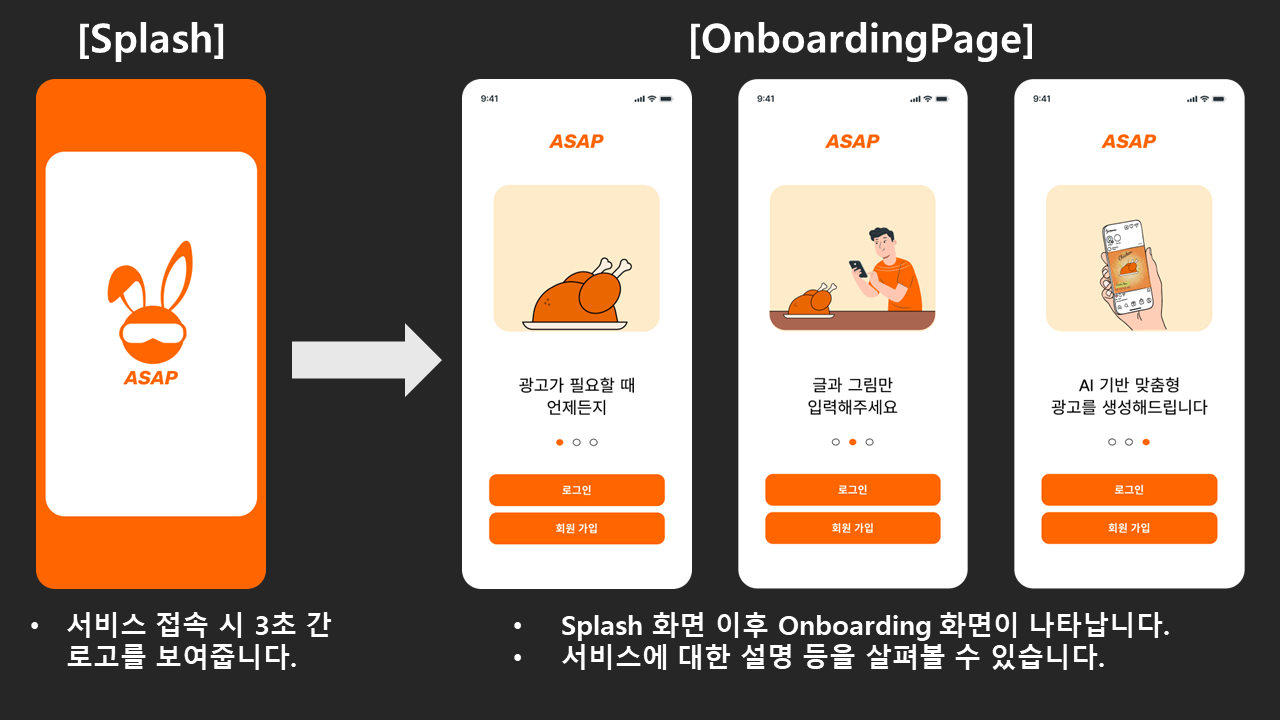 [Splash]
[OnboardingPage]
ASAP
9:41
ASAP
광고가 필요할 때
언제든지
로그인
회원 가입
9:41
ASAP
글과 그림만
입력해주세요
로그인
회원 가입
9:41
ASAP
AI 기반 맞춤형
광고를 생성해드립니다
로그인
회원 가입
• 서비스 접속 시 3초 간
로고를 보여줍니다.
• Splash 화면 이후 Onboarding 화면이 나타납니다.
• 서비스에 대한 설명 등을 살펴볼 수 있습니다.